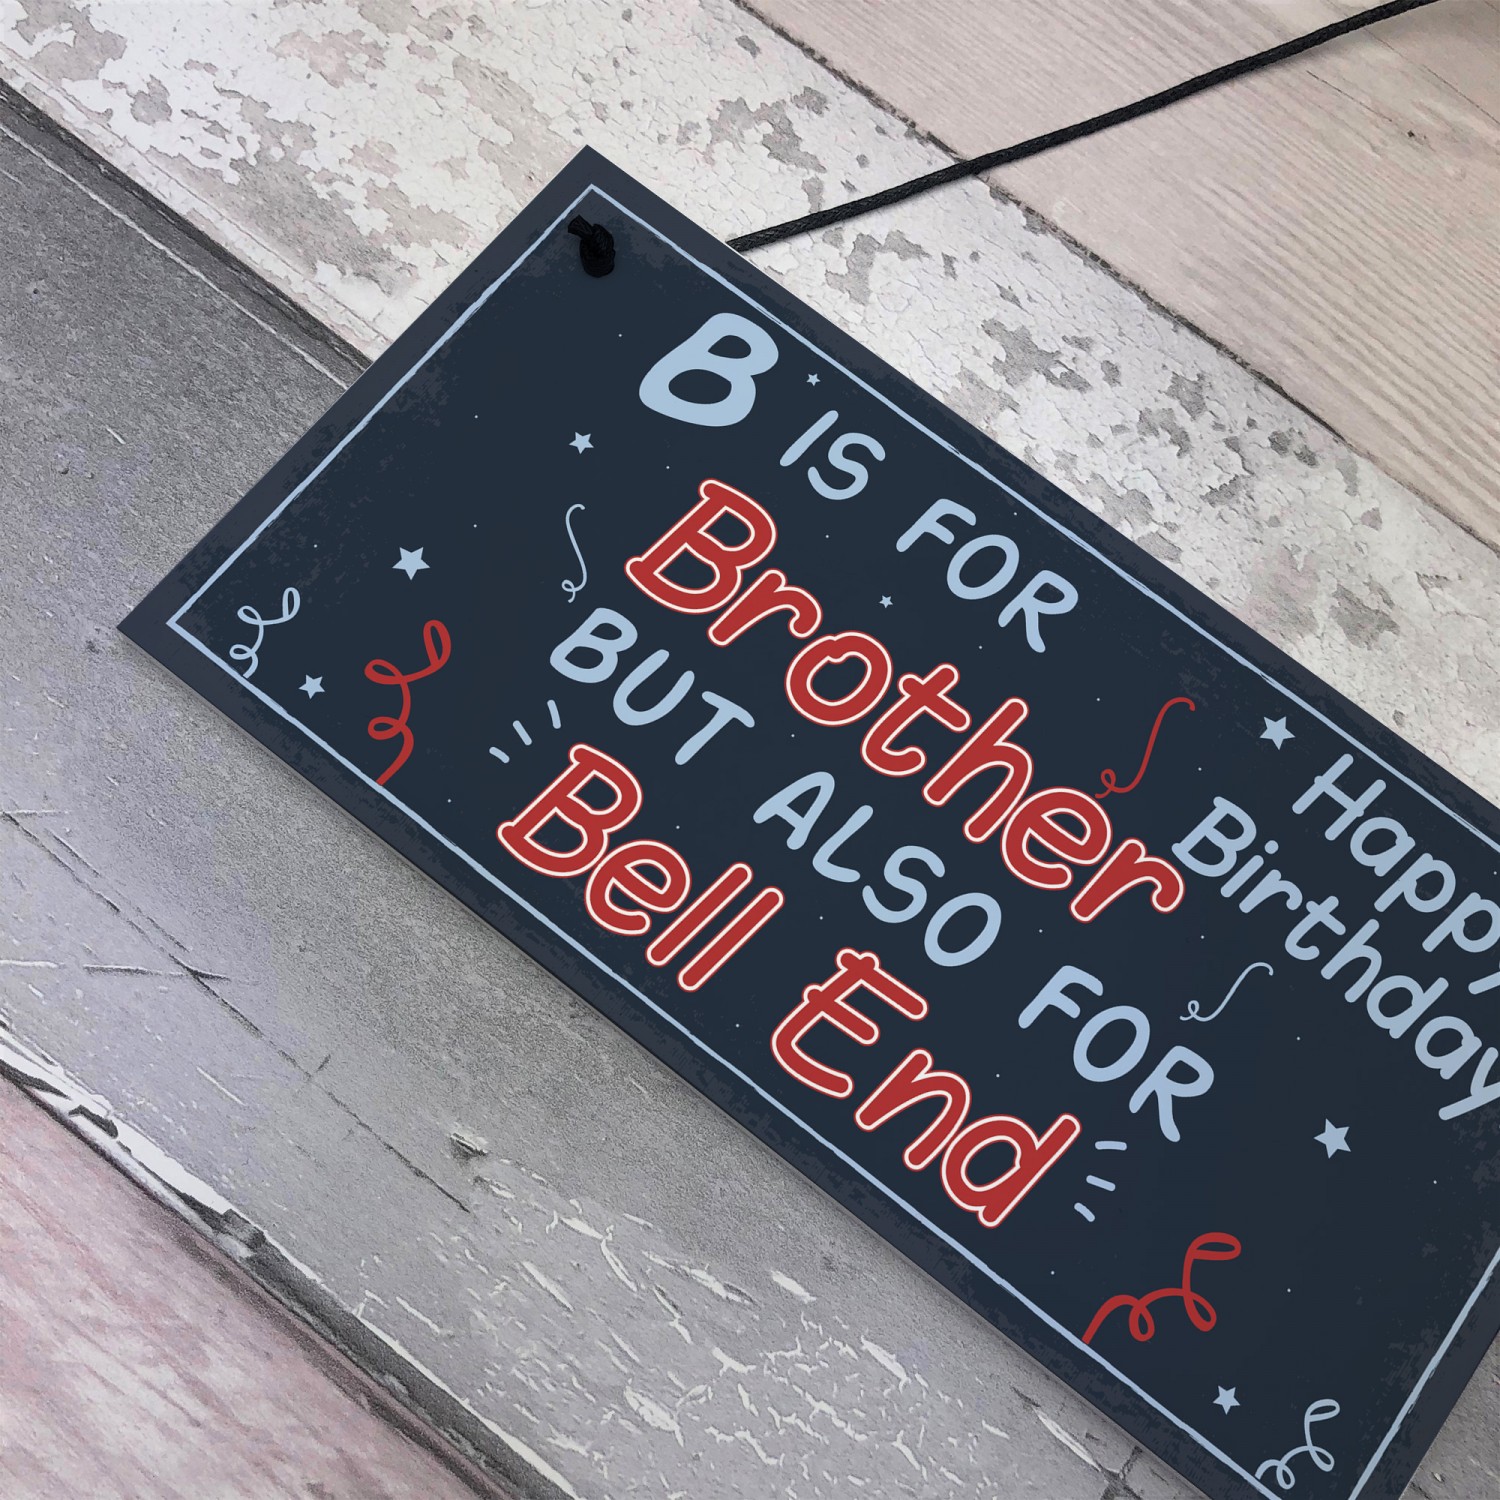 B IS FOR
Brother
BUT ALSO FOR
Bell End
Happy
Birthday